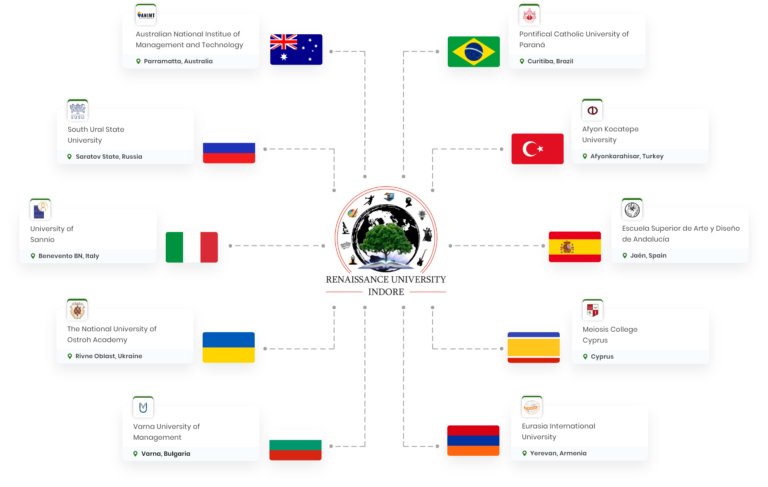 Australian National Institue of
Management and Technology
Parramatta, Australia
Pontifical Catholic University of
Paraná
Curitiba, Brazil
South Ural State
University
Saratov State, Russia
Afyon Kocatepe
University
Afyonkarahisar, Turkey
University of
Sannio
Benevento BN, Italy
Escuela Superior de Arte y Diseño
de Andalucía
Jaén, Spain
RENAISSANCE UNIVERSITY
INDORE
The National University of
Ostroh Academy
Rivne Oblast, Ukraine
Meiosis College
Cyprus
Cyprus
Varna University of
Management
Varna, Bulgaria
Eurasia International
University
Yerevan, Armenia